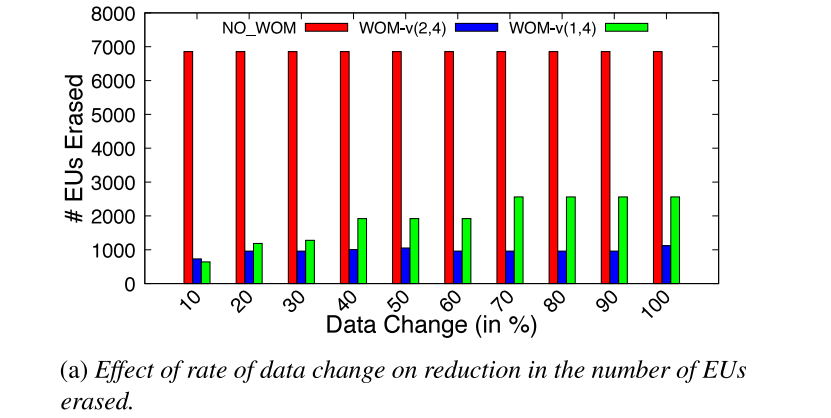 8000
7000
6000
5000
4000
3000
2000
1000
0
# EUs Erased
NO_WOM WOM-v(2,4) WOM-v(1,4)
10 20 30 40 50 60 70 80 90 100
Data Change (in %)
(a) Effect of rate of data change on reduction in the number of EUs
erased.